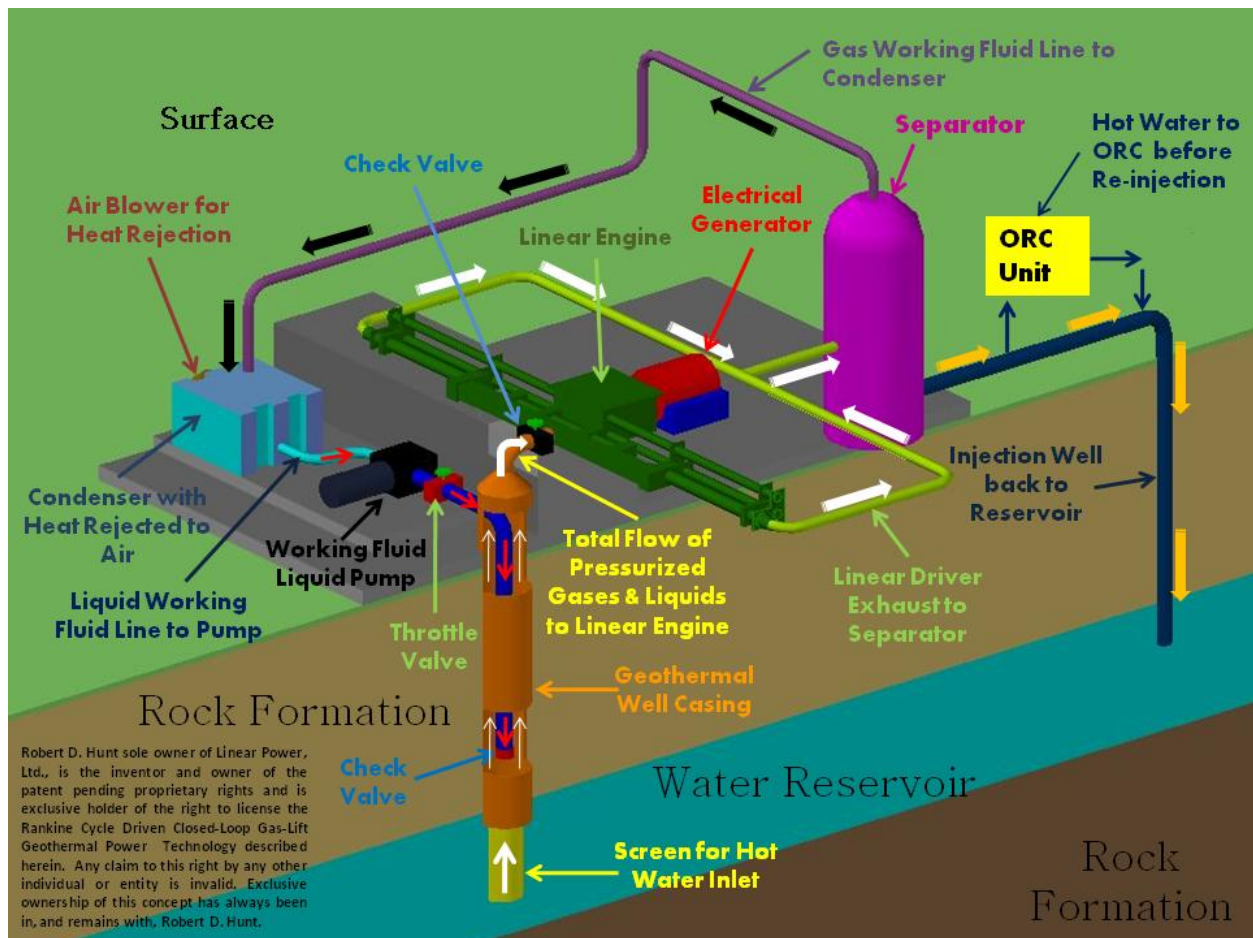 Gas Working Fluid Line to
Condenser
Surface
Separator
Hot Water to
ORC before
Re-injection
Check Valve
Electrical
Generator
Air Blower for
Heat Rejection
Linear Engine
ORC
Unit
Injection Well
back to
Reservoir
Condenser with
Heat Rejected to
Air
Working Fluid
Liquid Pump
Total Flow of
Pressurized
Gases & Liquids
to Linear Engine
Linear Driver
Exhaust to
Separator
Liquid Working
Fluid Line to Pump
Throttle
Valve
Geothermal
Well Casing
Rock Formation
Robert D. Hunt sole owner of Linear Power,
Ltd., is the inventor and owner of the
patent pending proprietary rights and is
exclusive holder of the right to license the
Rankine Cycle Driven Closed-Loop Gas-Lift
Geothermal Power Technology described
herein. Any claim to this right by any other
individual or entity is invalid. Exclusive
ownership of this concept has always been
in, and remains with, Robert D. Hunt.
Check
Valve
Water Reservoir
Screen for Hot
Water Inlet
Rock
Formation